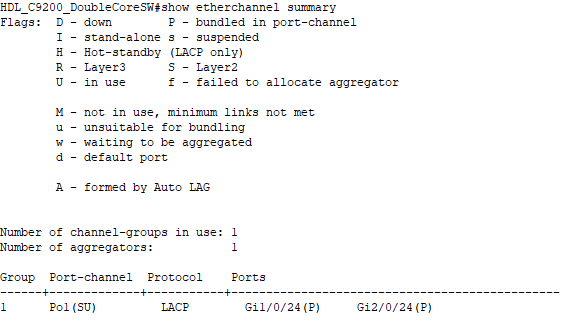 HDL_C9200_DoubleCoreSW#show etherchannel summary
Flags:  D - down        P - bundled in port-channel
        I - stand-alone s - suspended
        H - Hot-standby (LACP only)
        R - Layer3      S - Layer2
        U - in use      f - failed to allocate aggregator

        M - not in use, minimum links not met
        u - unsuitable for bundling
        w - waiting to be aggregated
        d - default port

        A - formed by Auto LAG


Number of channel-groups in use: 1
Number of aggregators:           1

Group  Port-channel  Protocol    Ports
------+-------------+-----------+-----------------------------------------------
1      Po1(SU)         LACP        Gi1/0/24(P)     Gi2/0/24(P)